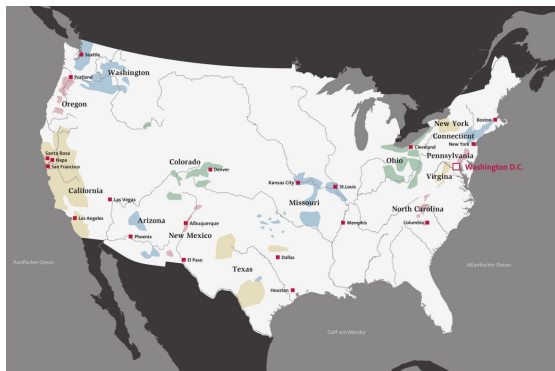 Seattle
Washington
Portland
Oregon
Boston
New York
Connecticut
New York
Cleveland
Pennsylvania
Ohio
Washington D.C.
Virgina
Santa Rosa
Napa
San Francisco
Colorado
Denver
Kansas City
St.Louis
California
Missouri
Las Vegas
North Carolina
Los Angeles
Arizona
Albuquerque
Memphis
Columbia
Phoenix
New Mexico
El Paso
Dallas
Texas
Pazifischer Ozean
Atlantischer Ozean
Houston
Golf von Mexiko